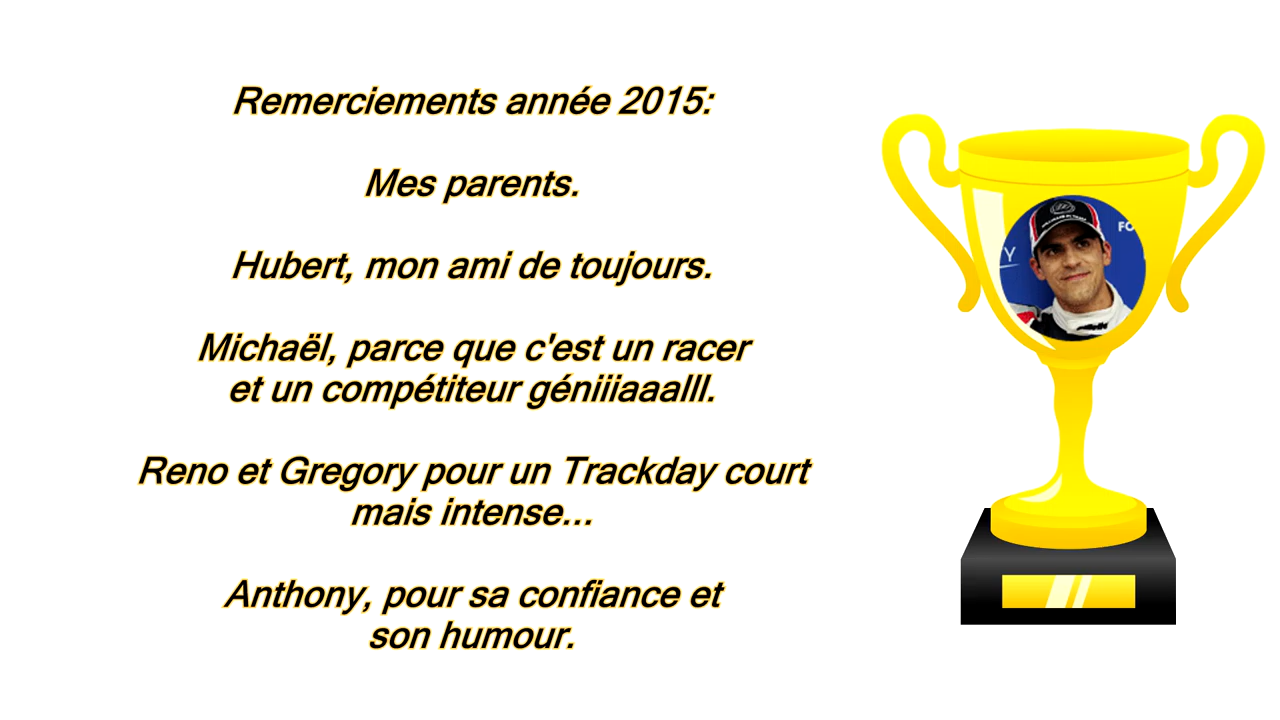 Remerciements année 2015:
Mes parents.
Hubert, mon ami de toujours.
Michaël, parce que c'est un racer
et un compétiteur géniiiaaalll.
Reno et Gregory pour un Trackday court
mais intense...
Anthony, pour sa confiance et
son humour.
FO
Y